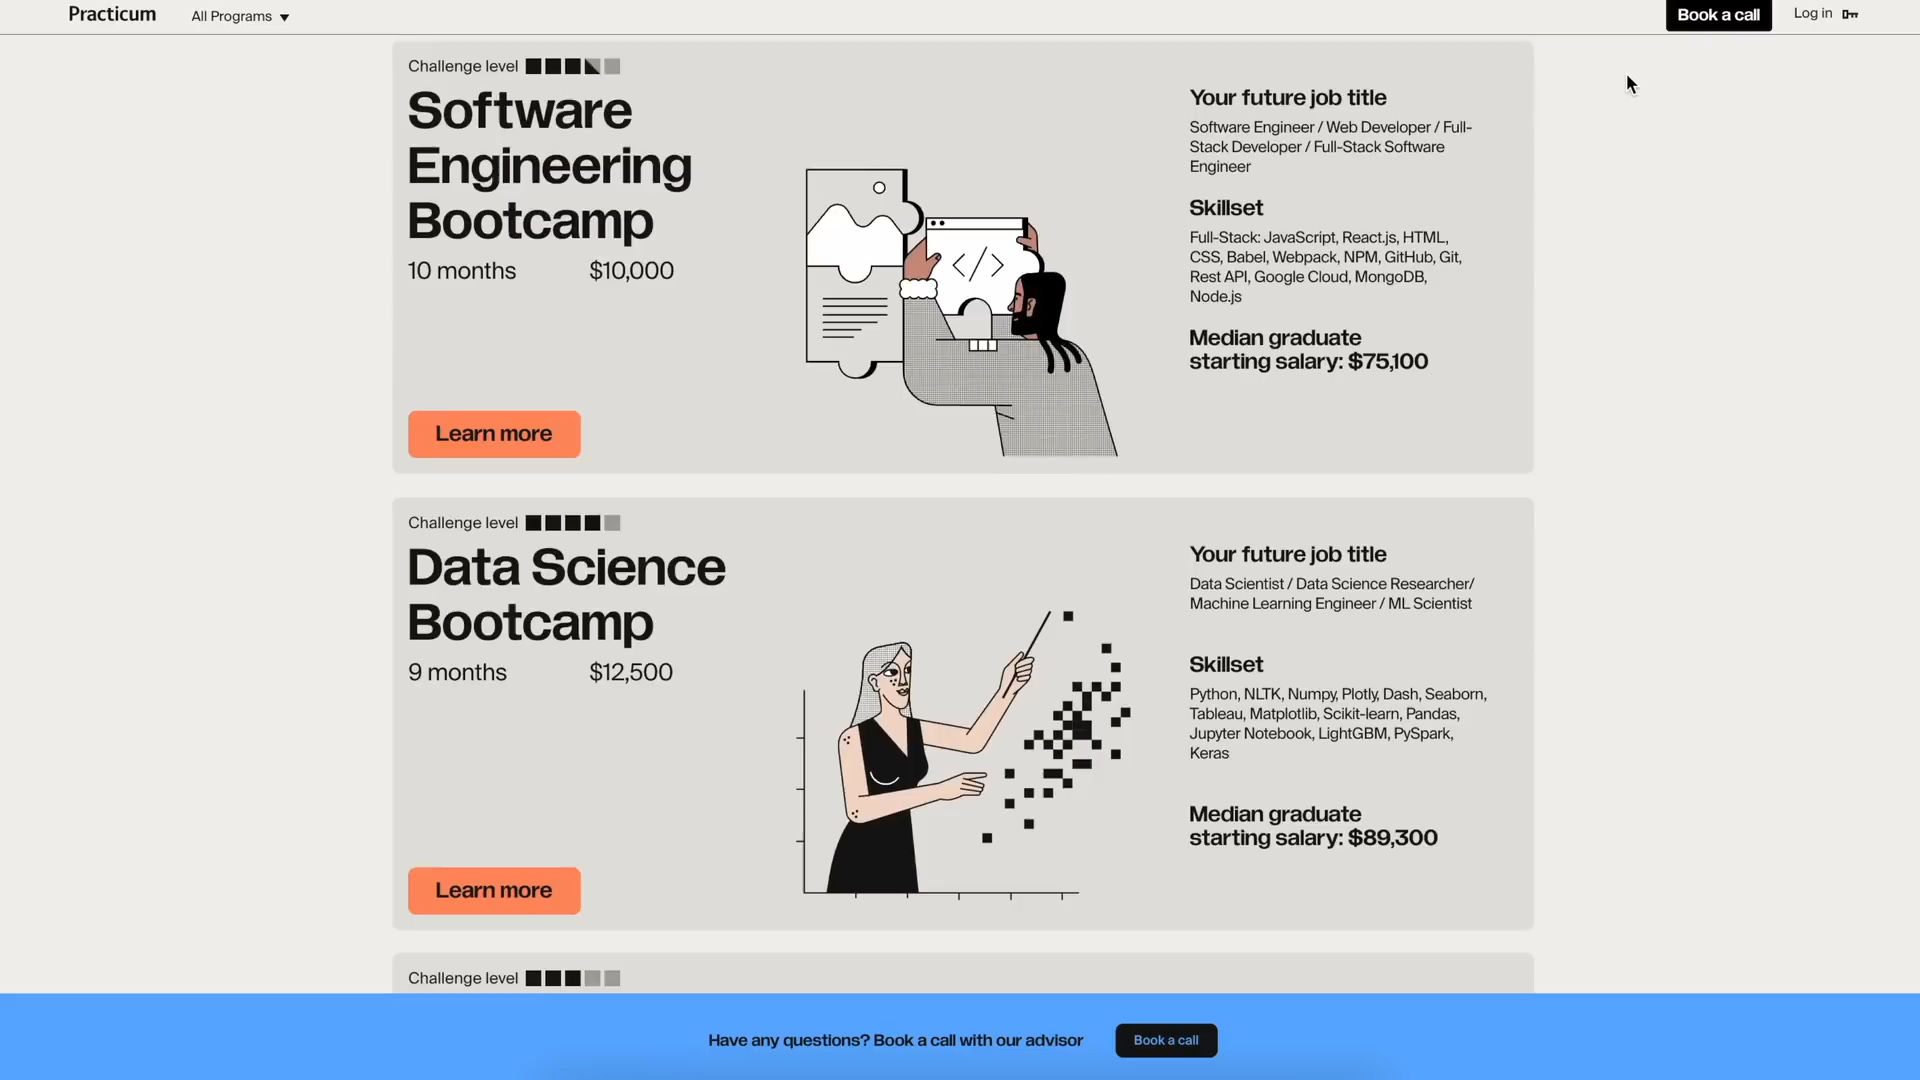 Practicum
All Programs
Book a call
Log in
Challenge level
Software
Engineering
Bootcamp
10 months
$10,000
Learn more
</>
Your future job title
Software Engineer / Web Developer / Full-
Stack Developer / Full-Stack Software
Engineer
Skillset
Full-Stack: JavaScript, React.js, HTML,
CSS, Babel, Webpack, NPM, GitHub, Git,
Rest API, Google Cloud, MongoDB,
Node.js
Median graduate
starting salary: $75,100
Challenge level
Data Science
Bootcamp
9 months
$12,500
Learn more
Your future job title
Data Scientist / Data Science Researcher/
Machine Learning Engineer / ML Scientist
Skillset
Python, NLTK, Numpy, Plotly, Dash, Seaborn,
Tableau, Matplotlib, Scikit-learn, Pandas,
Jupyter Notebook, LightGBM, PySpark,
Keras
Median graduate
starting salary: $89,300
Challenge level
Have any questions? Book a call with our advisor
Book a call